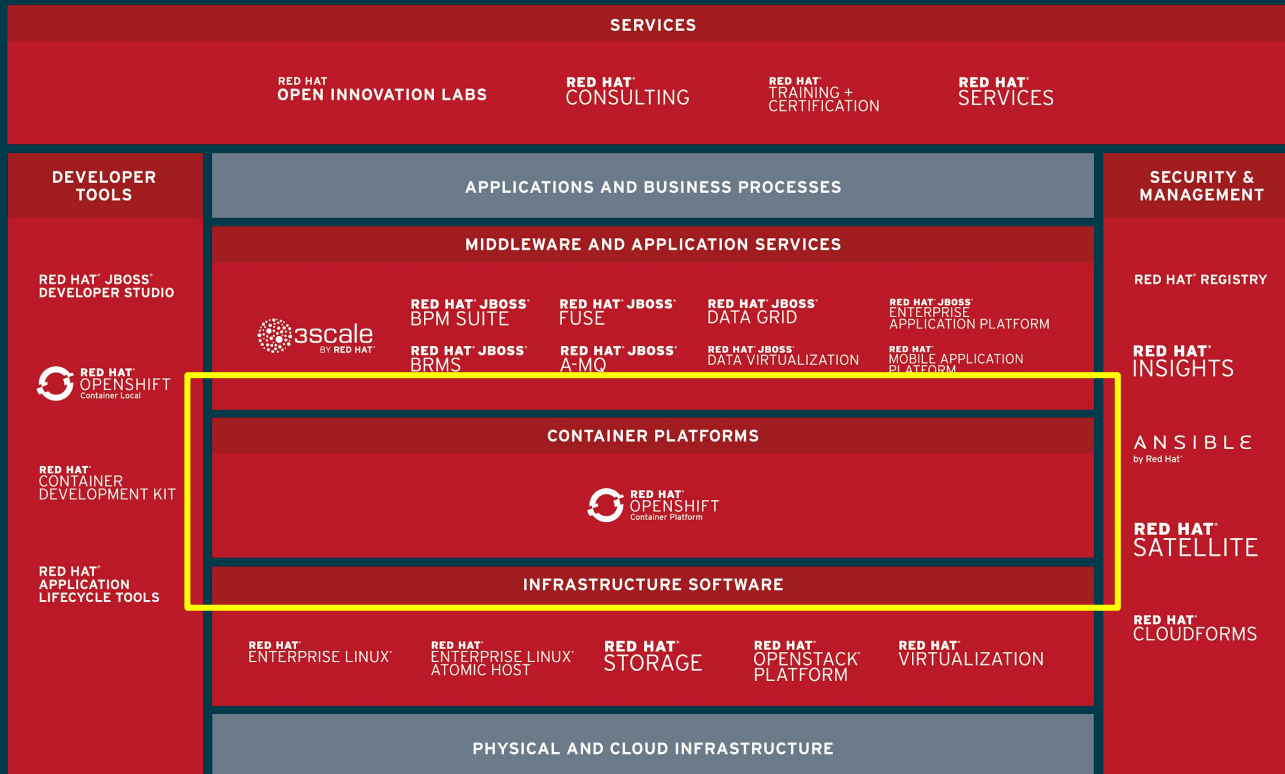 SERVICES
RED HAT
OPEN INNOVATION LABS
RED HAT®
CONSULTING
RED HAT®
TRAINING +
CERTIFICATION
RED HAT®
SERVICES
DEVELOPER
TOOLS
RED HAT® JBOSS®
DEVELOPER STUDIO
RED HAT®
OPENSHIFT
Container Local
RED HAT®
CONTAINER
DEVELOPMENT KIT
RED HAT®
APPLICATION
LIFECYCLE TOOLS
APPLICATIONS AND BUSINESS PROCESSES
MIDDLEWARE AND APPLICATION SERVICES
3scale
BY RED HAT®
RED HAT® JBOSS®
BPM SUITE
RED HAT® JBOSS®
FUSE
RED HAT® JBOSS®
DATA GRID
RED HAT® JBOSS®
ENTERPRISE
APPLICATION PLATFORM
RED HAT® JBOSS®
BRMS
RED HAT® JBOSS®
A-MQ
RED HAT® JBOSS®
DATA VIRTUALIZATION
RED HAT®
MOBILE APPLICATION
PLATFORM
CONTAINER PLATFORMS
RED HAT®
OPENSHIFT
Container Platform
INFRASTRUCTURE SOFTWARE
RED HAT®
ENTERPRISE LINUX®
RED HAT®
ENTERPRISE LINUX®
ATOMIC HOST
RED HAT®
STORAGE
RED HAT®
OPENSTACK®
PLATFORM
RED HAT®
VIRTUALIZATION
PHYSICAL AND CLOUD INFRASTRUCTURE
SECURITY &
MANAGEMENT
RED HAT® REGISTRY
RED HAT®
INSIGHTS
ANSIBLE
by Red Hat®
RED HAT®
SATELLITE
RED HAT®
CLOUDFORMS